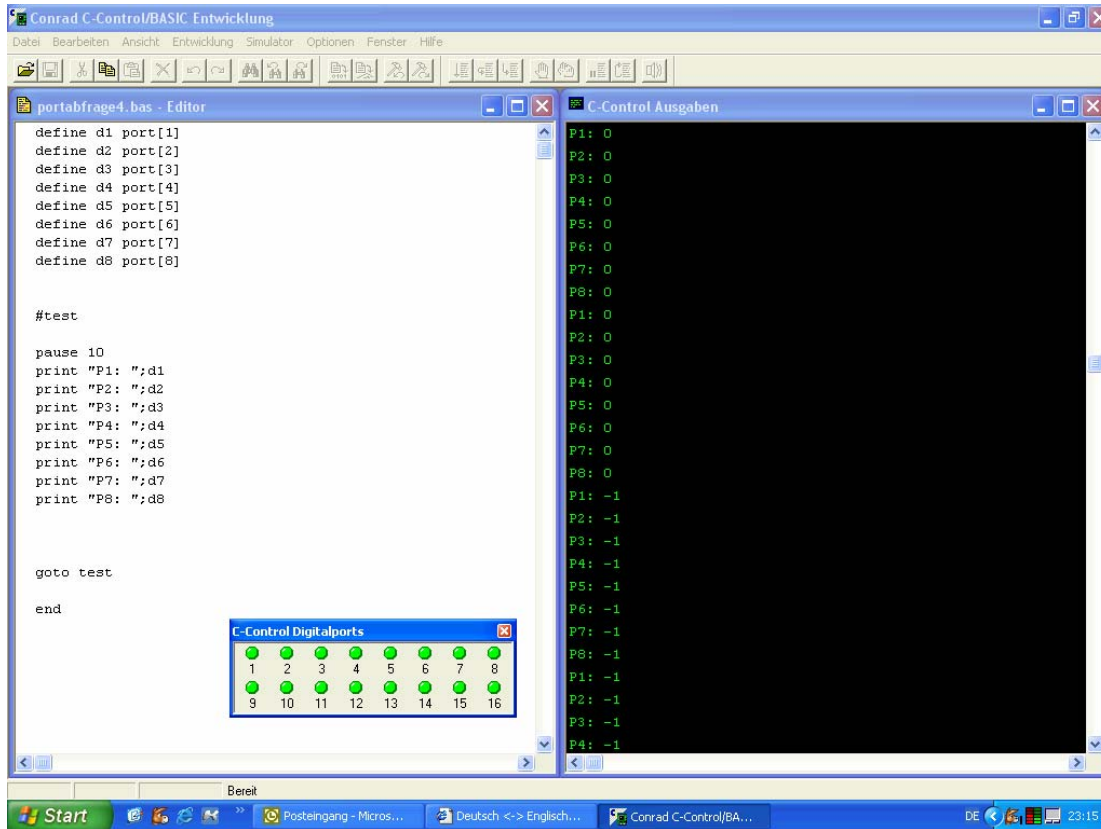 Conrad C-Control/BASIC Entwicklung
Datei Bearbeiten Ansicht Entwicklung Simulator Optionen Fenster Hilfe
portabfrage4.bas - Editor
define d1 port[1]
define d2 port[2]
define d3 port[3]
define d4 port[4]
define d5 port[5]
define d6 port[6]
define d7 port[7]
define d8 port[8]
#test
pause 10
print "P1: ";d1
print "P2: ";d2
print "P3: ";d3
print "P4: ";d4
print "P5: ";d5
print "P6: ";d6
print "P7: ";d7
print "P8: ";d8
goto test
end
C-Control Digitalports
1 2 3 4 5 6 7 8
9 10 11 12 13 14 15 16
C-Control Ausgaben
P1: 0
P2: 0
P3: 0
P4: 0
P5: 0
P6: 0
P7: 0
P8: 0
P1: 0
P2: 0
P3: 0
P4: 0
P5: 0
P6: 0
P7: 0
P8: 0
P1: -1
P2: -1
P3: -1
P4: -1
P5: -1
P6: -1
P7: -1
P8: -1
P1: -1
P2: -1
P3: -1
P4: -1
Bereit
Start
Posteingang - Micros...
Deutsch <-> Englisch...
Conrad C-Control/BA...
DE
23:15